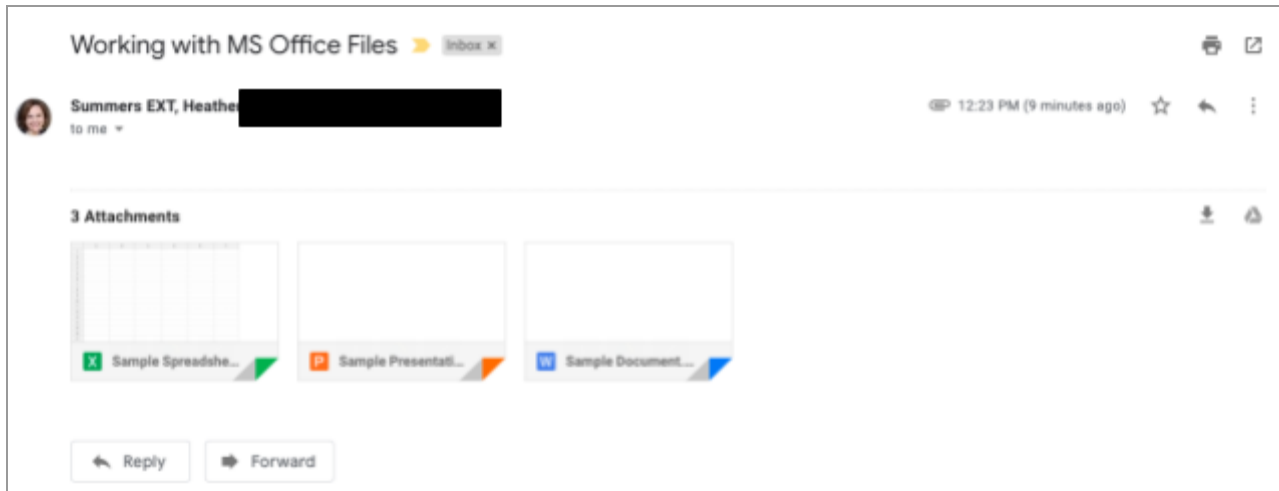 Working with MS Office Files Inbox x
Summers EXT, Heather 12:23 PM (9 minutes ago)
to me
3 Attachments
X Sample Spreadshe... P Sample Presentati... W Sample Document....
Reply Forward